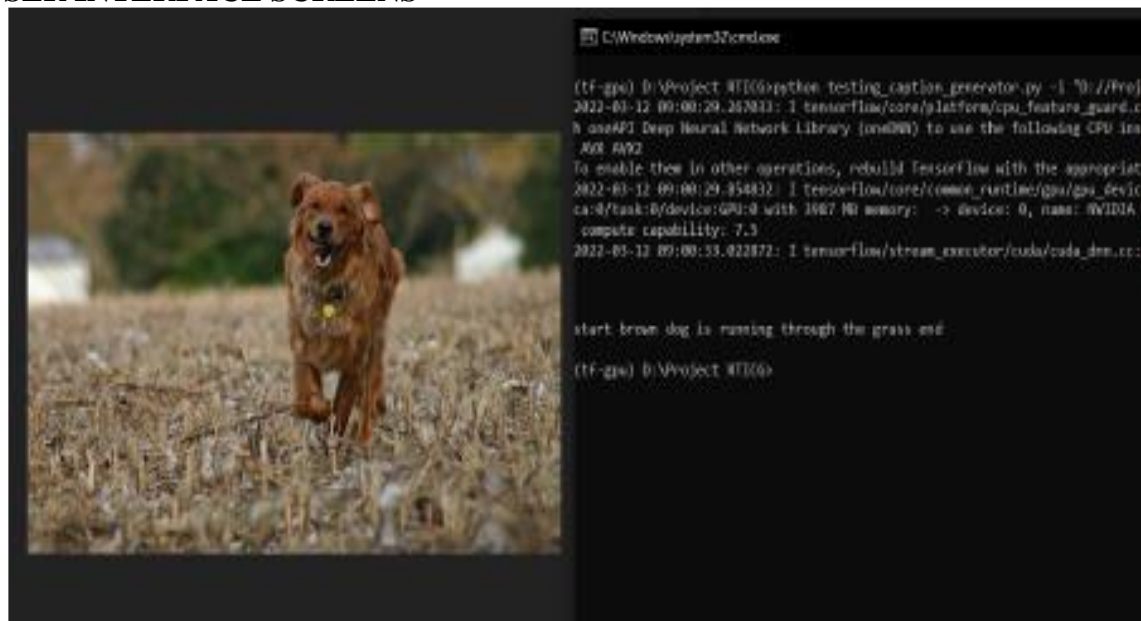 INTERFACE SCREENS
C:\Windows\system32\cmd.exe
(tf-gpu) D:\Project NTICG>python testing_caption_generator.py -i "D://Proj
2022-03-12 09:00:29.267033: I tensorflow/core/platform/cpu_feature_guard.c
h oneAPI Deep Neural Network Library (oneDNN) to use the following CPU ins
AVX AVX2
To enable them in other operations, rebuild TensorFlow with the appropriat
2022-03-12 09:00:29.954832: I tensorflow/core/common_runtime/gpu/gpu_devic
ca:0/task:0/device:GPU:0 with 3987 MB memory: -> device: 0, name: NVIDIA
compute capability: 7.5
2022-03-12 09:00:33.022872: I tensorflow/stream_executor/cuda/cuda_dnn.cc:
start brown dog is running through the grass end
(tf-gpu) D:\Project NTICG>